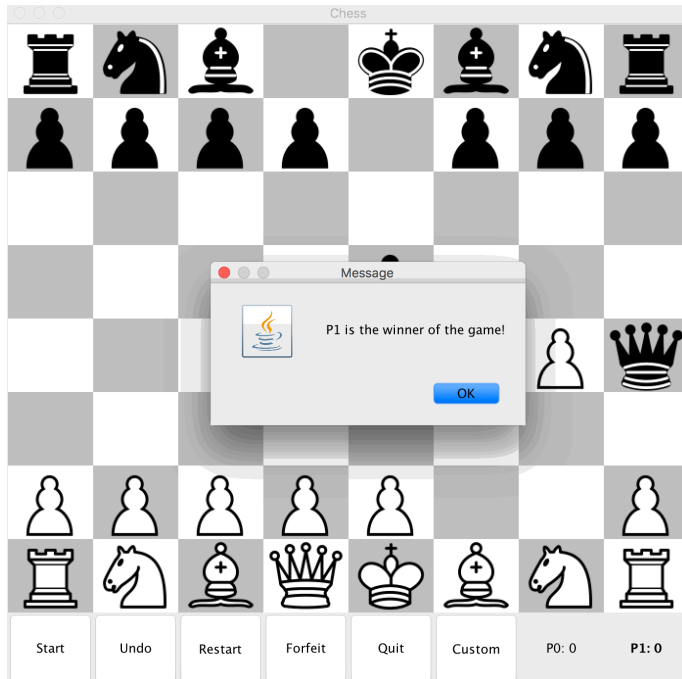 Chess
Message
P1 is the winner of the game!
OK
Start Undo Restart Forfeit Quit Custom P0: 0 P1: 0